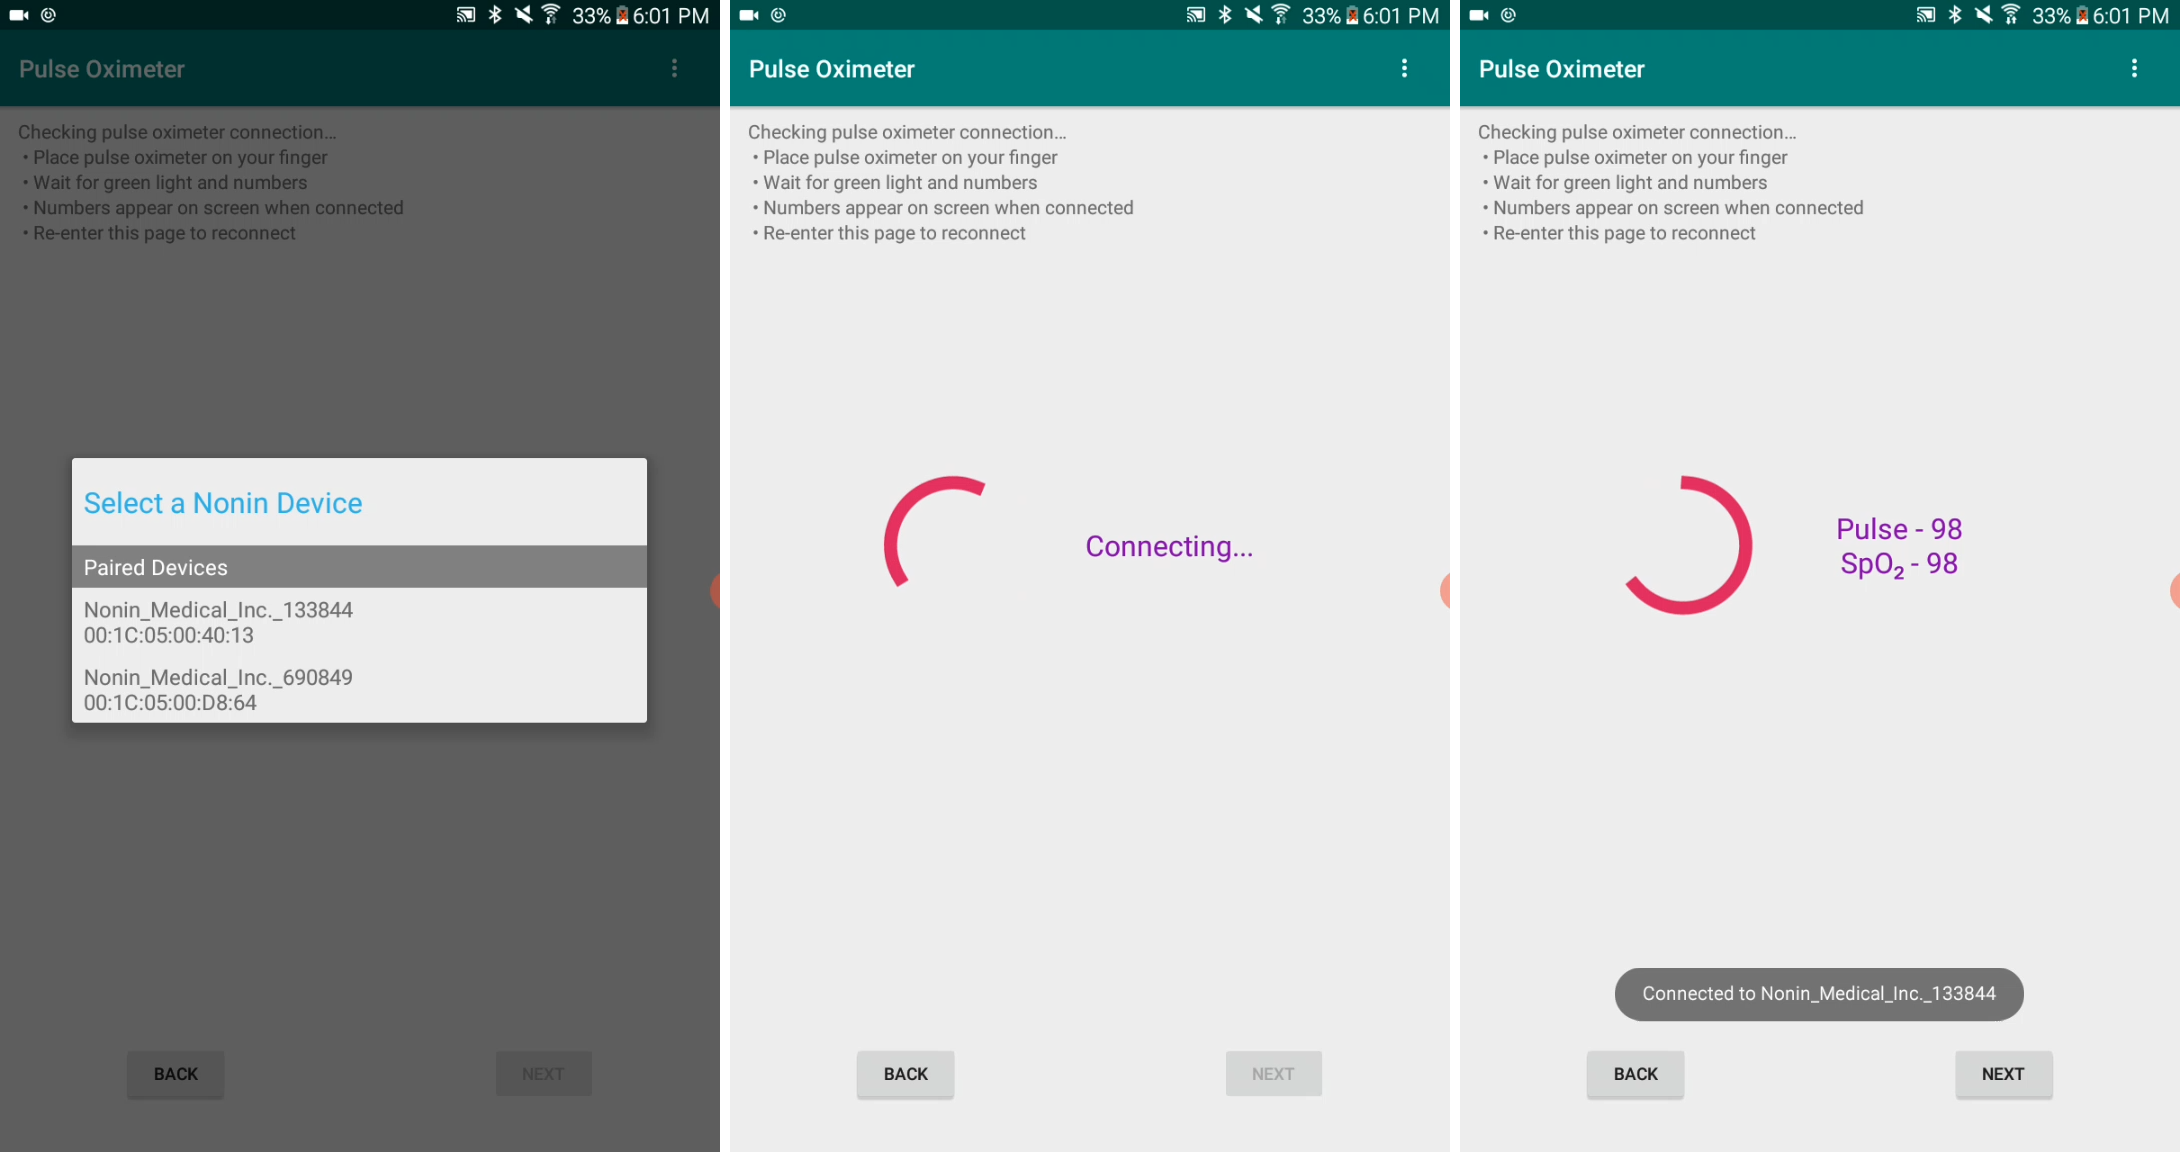 33% 6:01 PM
Pulse Oximeter
Checking pulse oximeter connection...
• Place pulse oximeter on your finger
• Wait for green light and numbers
• Numbers appear on screen when connected
• Re-enter this page to reconnect
Select a Nonin Device
Paired Devices
Nonin_Medical_Inc._133844
00:1C:05:00:40:13
Nonin_Medical_Inc._690849
00:1C:05:00:D8:64
BACK
NEXT
33% 6:01 PM
Pulse Oximeter
Checking pulse oximeter connection...
• Place pulse oximeter on your finger
• Wait for green light and numbers
• Numbers appear on screen when connected
• Re-enter this page to reconnect
Connecting...
BACK
NEXT
33% 6:01 PM
Pulse Oximeter
Checking pulse oximeter connection...
• Place pulse oximeter on your finger
• Wait for green light and numbers
• Numbers appear on screen when connected
• Re-enter this page to reconnect
Pulse - 98
SpO₂ - 98
Connected to Nonin_Medical_Inc._133844
BACK
NEXT